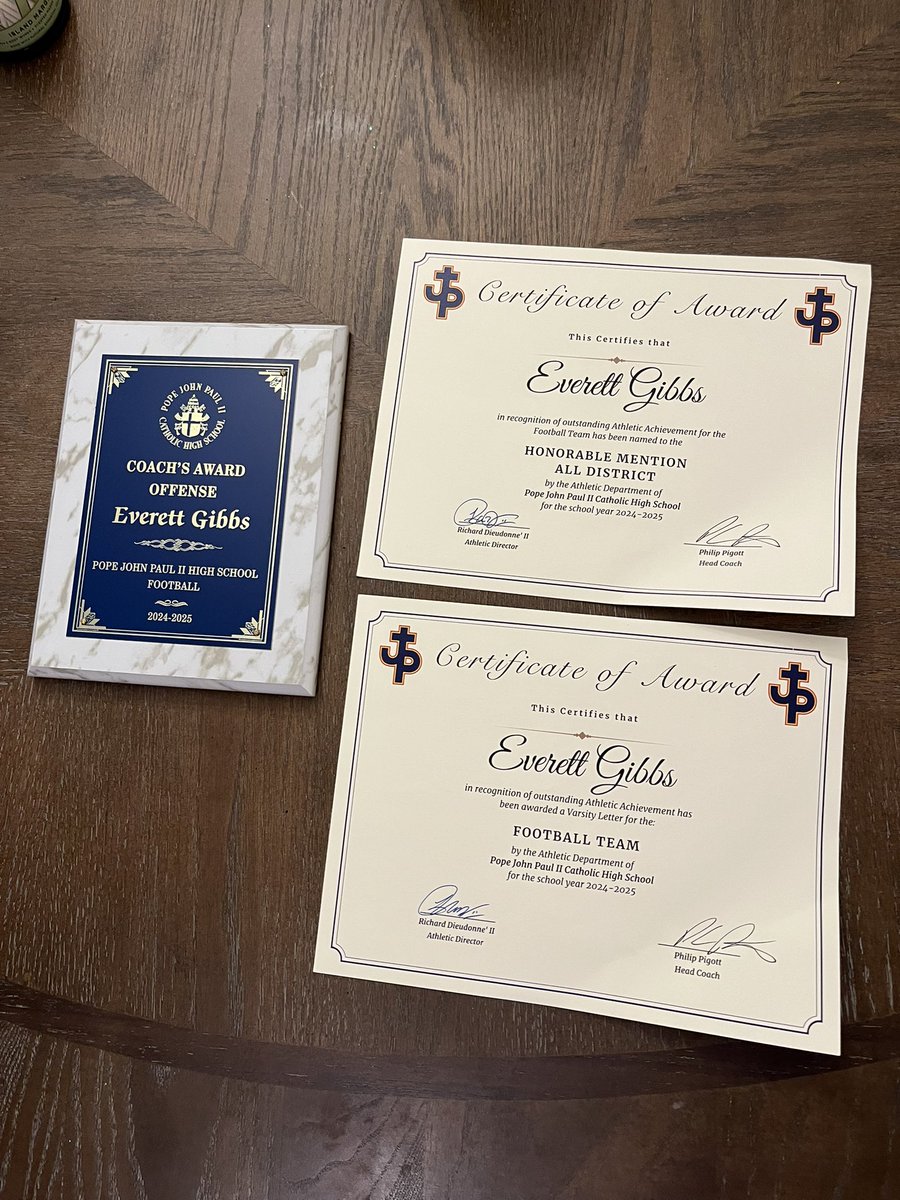 ISLAND HARD
POPE JOHN PAUL II
CATHOLIC HIGH SCHOOL
COACH'S AWARD
OFFENSE
Everett Gibbs
POPE JOHN PAUL II HIGH SCHOOL
FOOTBALL
2024-2025
JP
Certificate of Award
JP
This Certifies that
Everett Gibbs
in recognition of outstanding Athletic Achievement for the
Football Team has been named to the
HONORABLE MENTION
ALL DISTRICT
by the Athletic Department of
Pope John Paul II Catholic High School
for the school year 2024-2025
Richard Dieudonne' II
Athletic Director
Philip Pigott
Head Coach
JP
Certificate of Award
JP
This Certifies that
Everett Gibbs
in recognition of outstanding Athletic Achievement has
been awarded a Varsity Letter for the:
FOOTBALL TEAM
by the Athletic Department of
Pope John Paul II Catholic High School
for the school year 2024-2025
Richard Dieudonne' II
Athletic Director
Philip Pigott
Head Coach